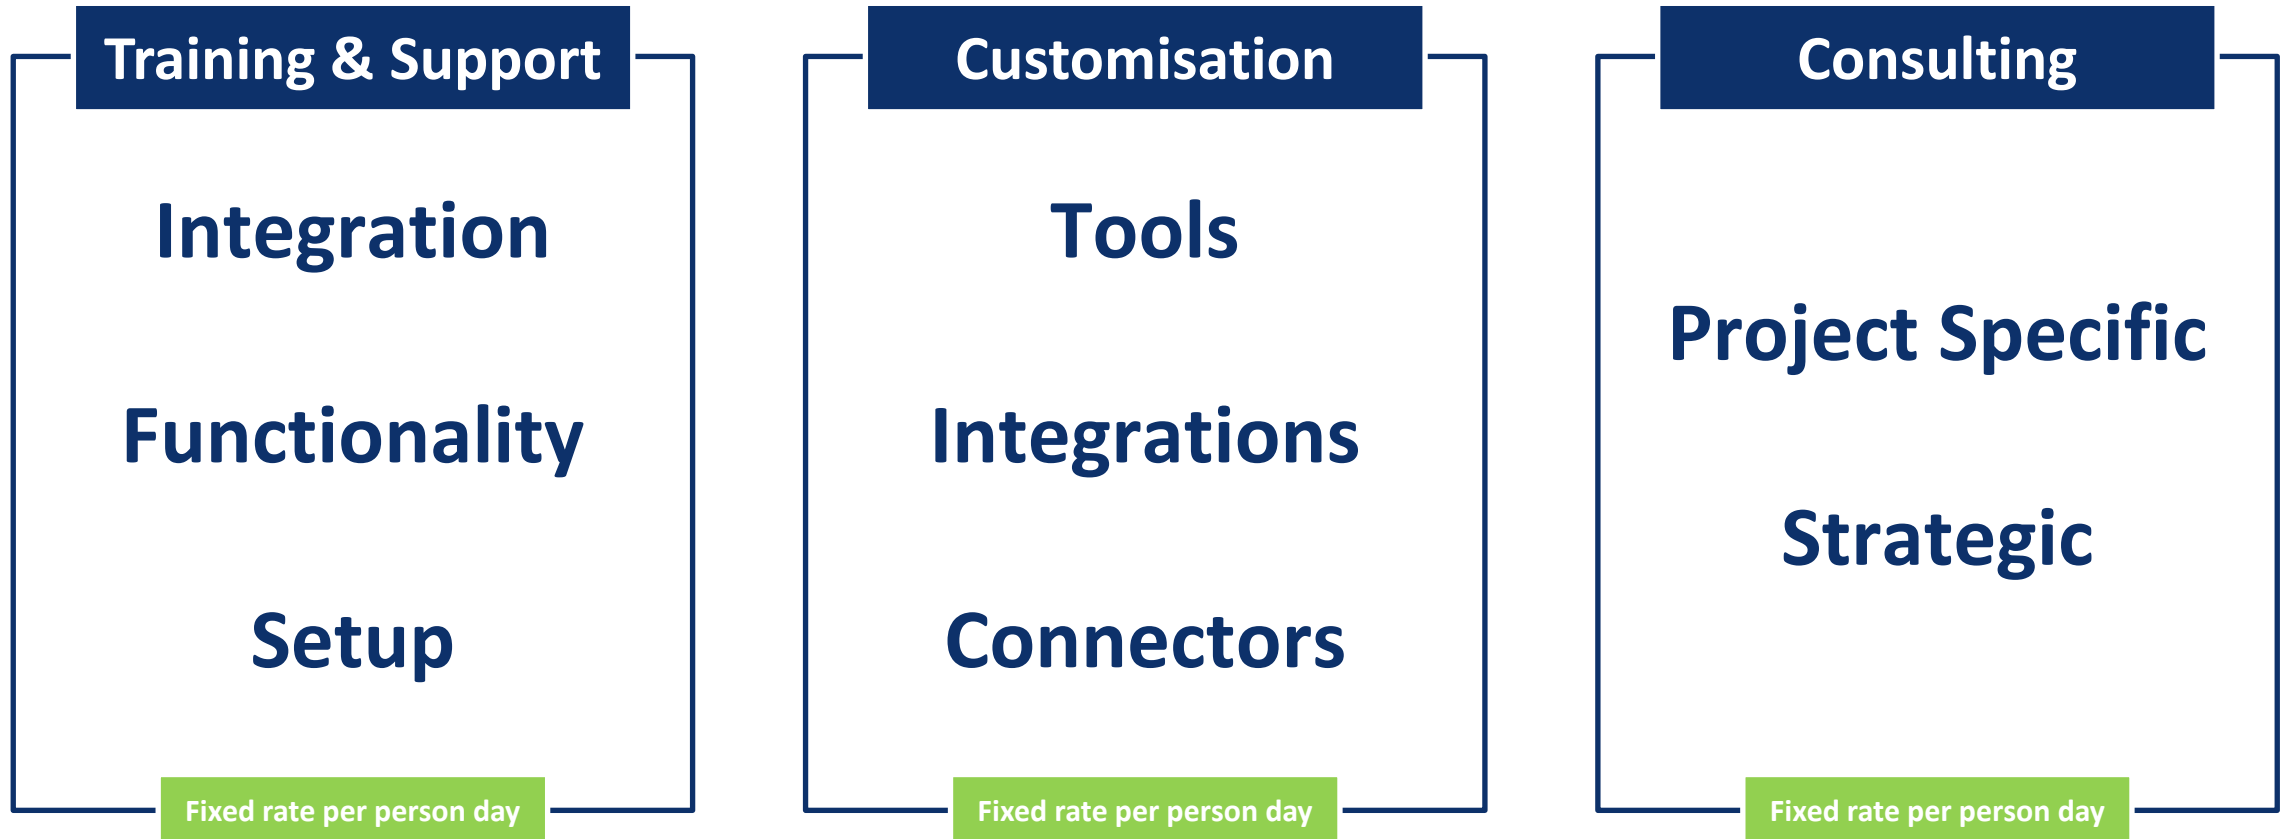 Training & Support
Integration
Functionality
Setup
Fixed rate per person day
Customisation
Tools
Integrations
Connectors
Fixed rate per person day
Consulting
Project Specific
Strategic
Fixed rate per person day